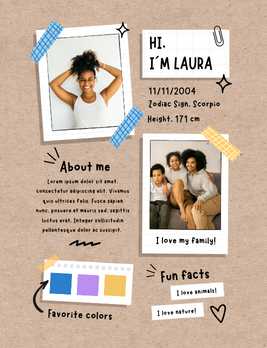 HI,
I´M LAURA
11/11/2004
Zodiac Sign. Scorpio
Height. 171 cm
About me
Lorem ipsum dolor sit amet,
consectetur adipiscing elit. Vivamus
quis ultrices felis. Fusce sapien
nunc, posuere at mauris sed, sagittis
luctus erat. Integer sollicitudin
pellentesque dolor ac suscipit.
I love my family!
Favorite colors
Fun facts
I love animals!
I love nature!